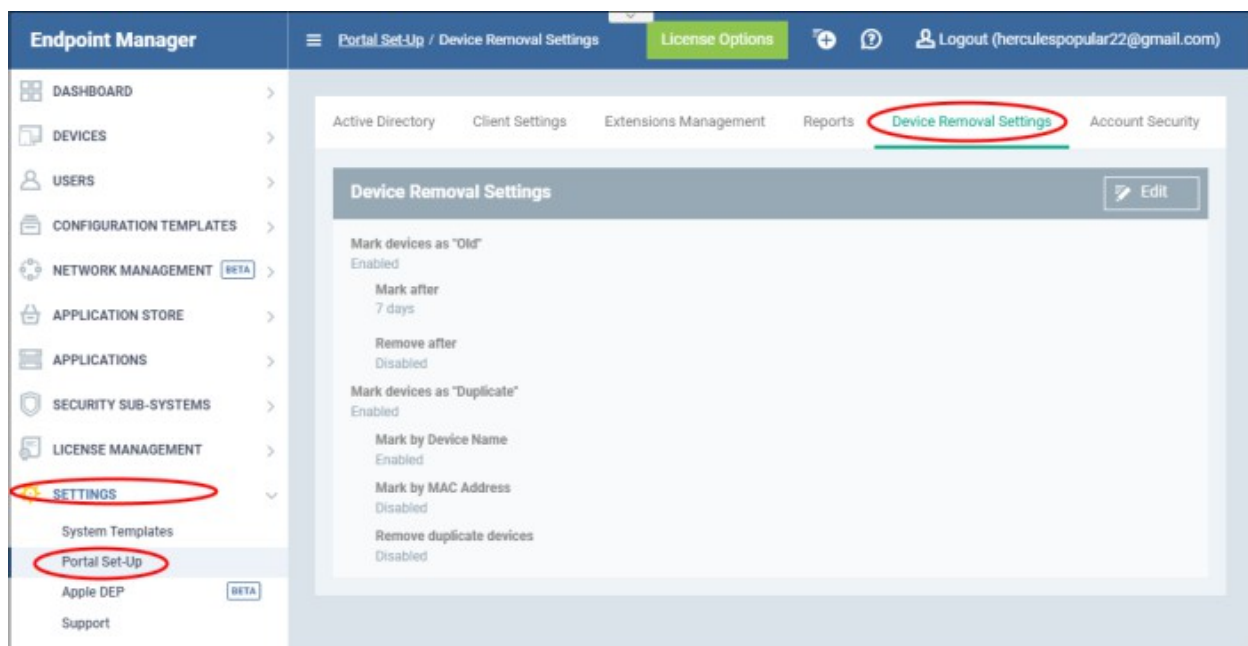 Endpoint Manager
Portal Set-Up / Device Removal Settings
License Options
Logout (herculespopular22@gmail.com)
DASHBOARD
DEVICES
USERS
CONFIGURATION TEMPLATES
NETWORK MANAGEMENT BETA
APPLICATION STORE
APPLICATIONS
SECURITY SUB-SYSTEMS
LICENSE MANAGEMENT
SETTINGS
System Templates
Portal Set-Up
Apple DEP BETA
Support
Active Directory Client Settings Extensions Management Reports Device Removal Settings Account Security
Device Removal Settings Edit
Mark devices as "Old"
Enabled
Mark after
7 days
Remove after
Disabled
Mark devices as "Duplicate"
Enabled
Mark by Device Name
Enabled
Mark by MAC Address
Disabled
Remove duplicate devices
Disabled